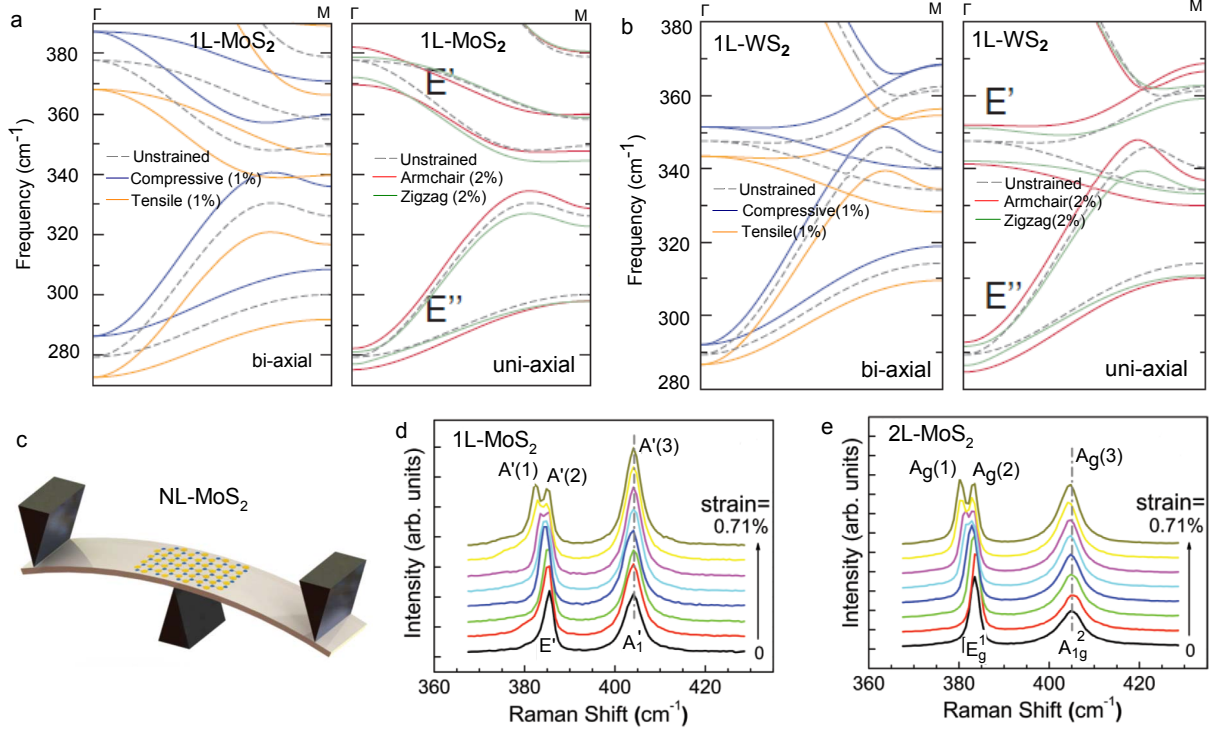 a
Γ
M
1L-MoS2
Frequency (cm-1)
380
360
340
320
300
280
Unstrained
Compressive (1%)
Tensile (1%)
bi-axial
Γ
M
1L-MoS2
E'
Unstrained
Armchair (2%)
Zigzag (2%)
E''
uni-axial
b
Γ
M
1L-WS2
Frequency (cm-1)
380
360
340
320
300
280
Unstrained
Compressive(1%)
Tensile(1%)
bi-axial
Γ
M
1L-WS2
E'
Unstrained
Armchair(2%)
Zigzag(2%)
E''
uni-axial
c
NL-MoS2
d
1L-MoS2
A'(1)
A'(2)
A'(3)
strain=
0.71%
0
E'
A'1
Intensity (arb. units)
360
380
400
420
Raman Shift (cm-1)
e
2L-MoS2
Ag(1)
Ag(2)
Ag(3)
strain=
0.71%
0
E1g
A21g
Intensity (arb. units)
360
380
400
420
Raman Shift (cm-1)